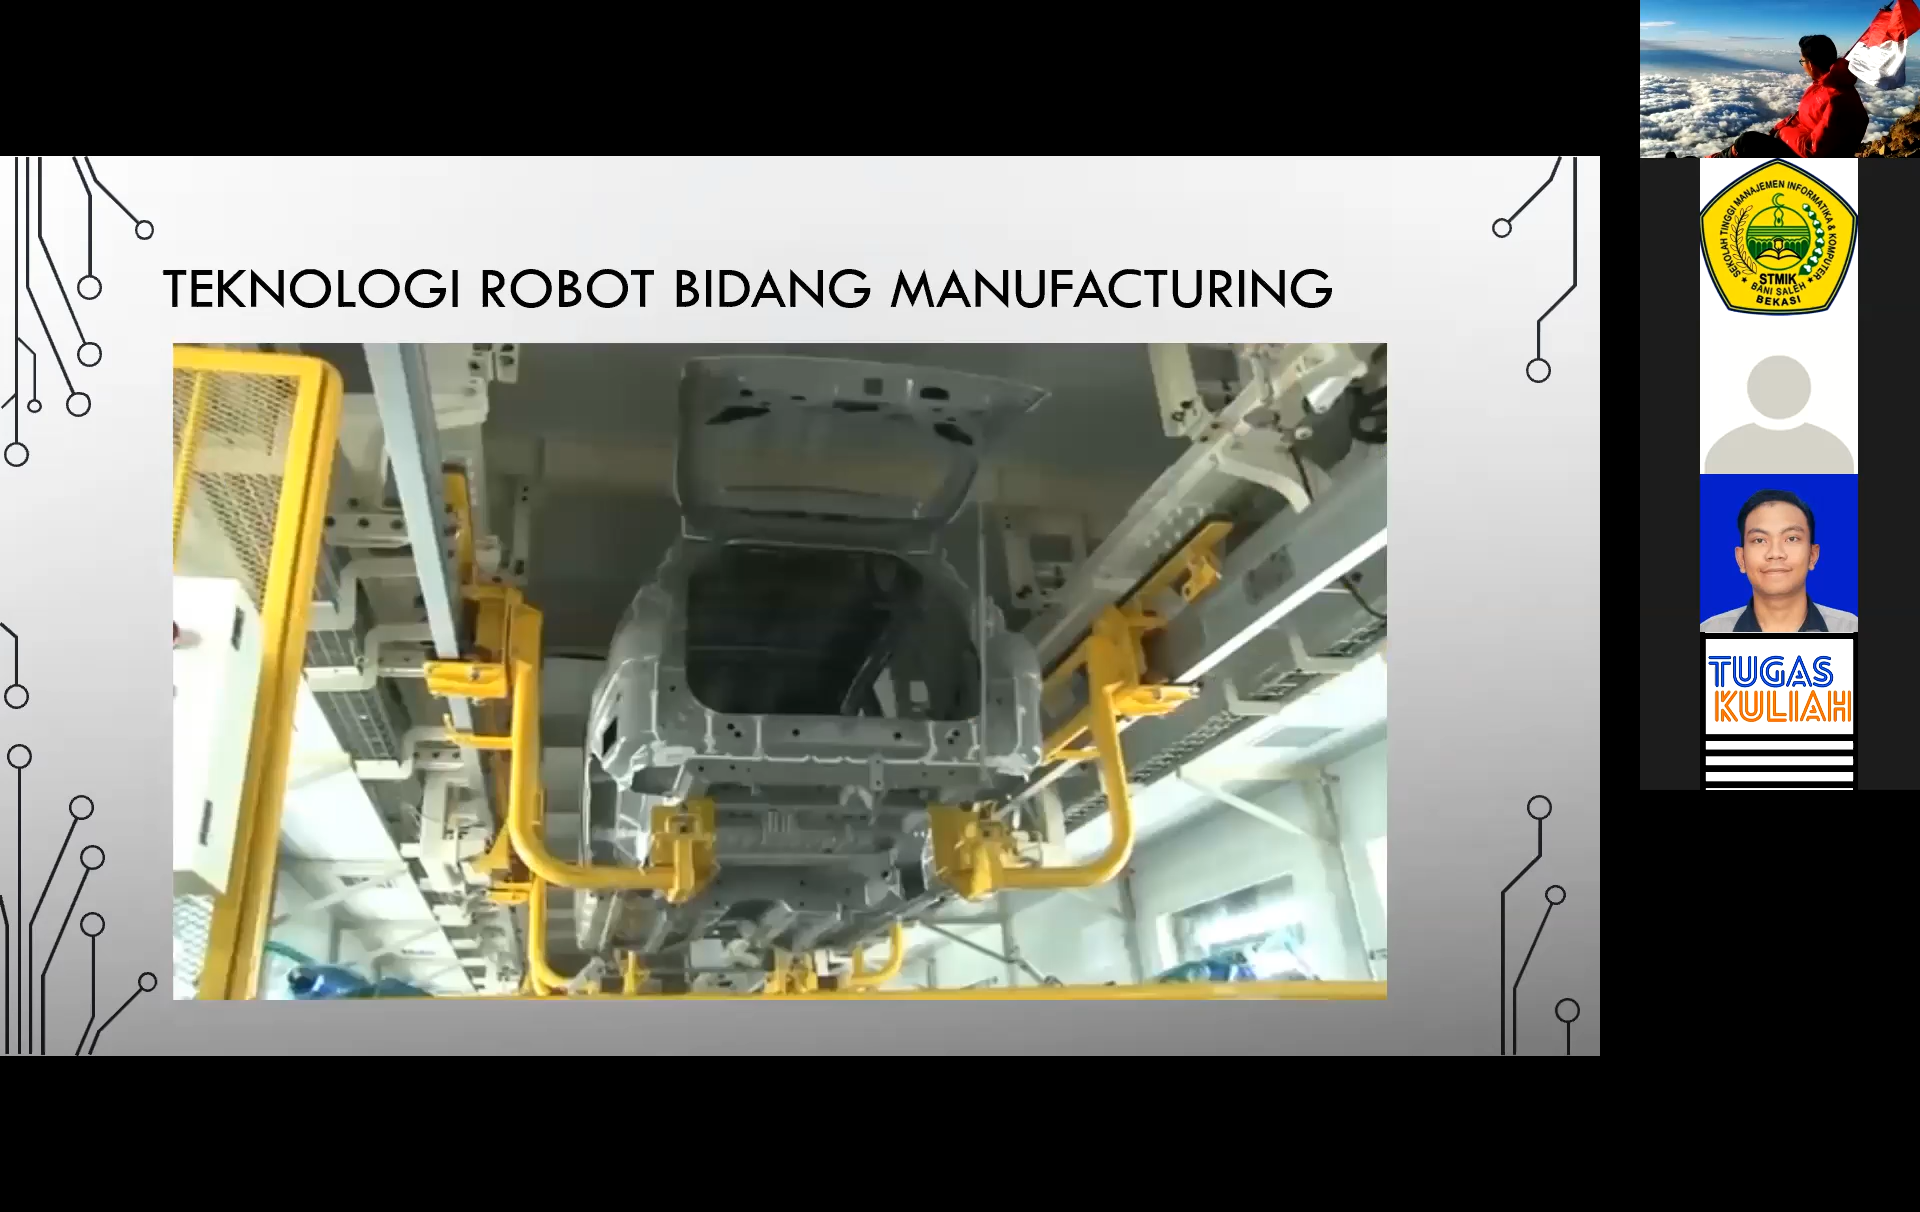 TEKNOLOGI ROBOT BIDANG MANUFACTURING
SEKOLAH TINGGI MANAJEMEN INFORMATIKA & KOMPUTER
STMIK
BANI SALEH
BEKASI
TUGAS
KULIAH